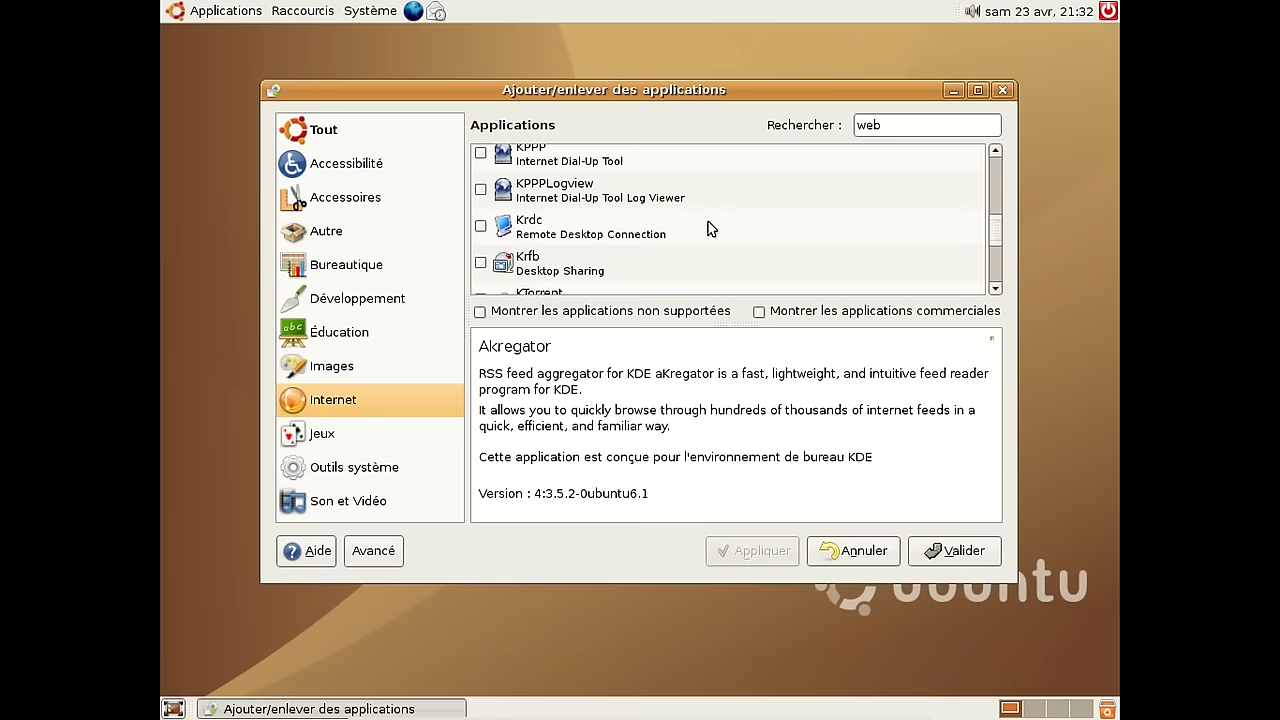 Applications Raccourcis Système
sam 23 avr, 21:32
Ajouter/enlever des applications
Tout
Accessibilité
Accessoires
Autre
Bureautique
Développement
Éducation
Images
Internet
Jeux
Outils système
Son et Vidéo
Applications
Rechercher : web
KPPP
Internet Dial-Up Tool
KPPPLogview
Internet Dial-Up Tool Log Viewer
Krdc
Remote Desktop Connection
Krfb
Desktop Sharing
KTorrent
Montrer les applications non supportées
Montrer les applications commerciales
Akregator
RSS feed aggregator for KDE aKregator is a fast, lightweight, and intuitive feed reader
program for KDE.
It allows you to quickly browse through hundreds of thousands of internet feeds in a
quick, efficient, and familiar way.
Cette application est conçue pour l'environnement de bureau KDE
Version : 4:3.5.2-0ubuntu6.1
Aide
Avancé
Appliquer
Annuler
Valider
ubuntu
Ajouter/enlever des applications